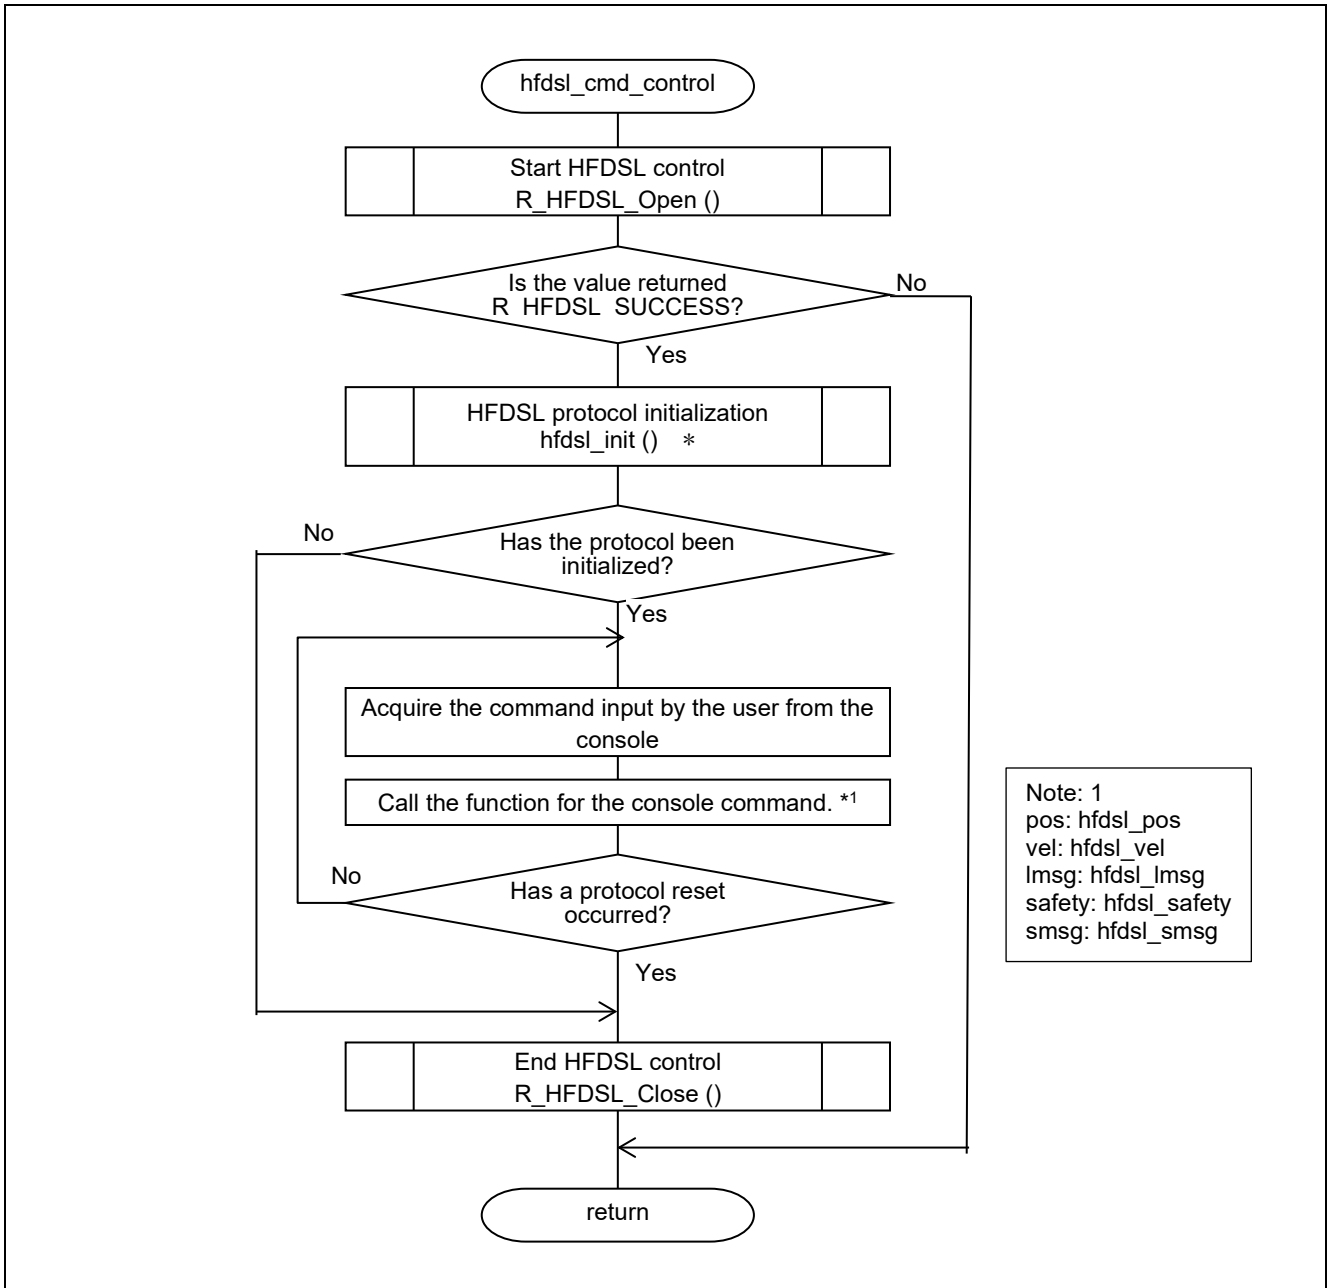 hfdsl_cmd_control
Start HFDSL control
R_HFDSL_Open ()
Is the value returned
R HFDSL SUCCESS?
No
Yes
HFDSL protocol initialization
hfdsl_init () *
No
Has the protocol been
initialized?
Yes
Acquire the command input by the user from the
console
Call the function for the console command. *1
No
Has a protocol reset
occurred?
Yes
End HFDSL control
R_HFDSL_Close ()
return
Note: 1
pos: hfdsl_pos
vel: hfdsl_vel
lmsg: hfdsl_lmsg
safety: hfdsl_safety
smsg: hfdsl_smsg